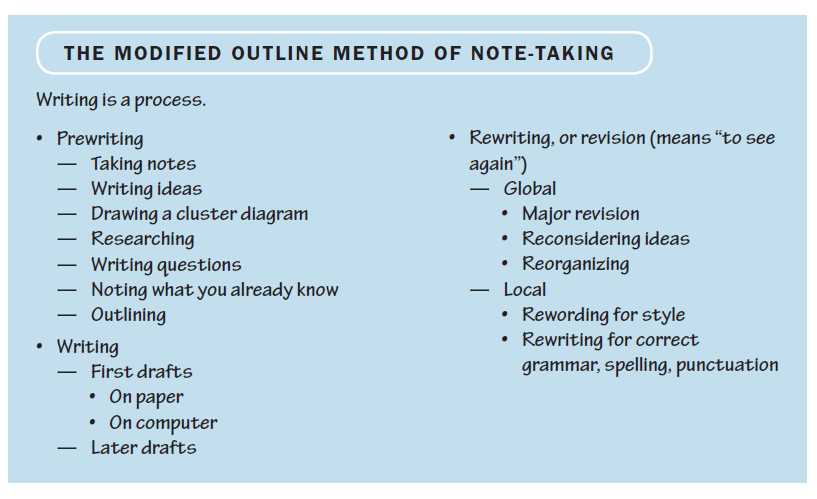 THE MODIFIED OUTLINE METHOD OF NOTE-TAKING
Writing is a process.
• Prewriting
— Taking notes
— Writing ideas
— Drawing a cluster diagram
— Researching
— Writing questions
— Noting what you already know
— Outlining
• Writing
— First drafts
• On paper
• On computer
— Later drafts
• Rewriting, or revision (means “to see
again”)
— Global
• Major revision
• Reconsidering ideas
• Reorganizing
— Local
• Rewording for style
• Rewriting for correct
grammar, spelling, punctuation